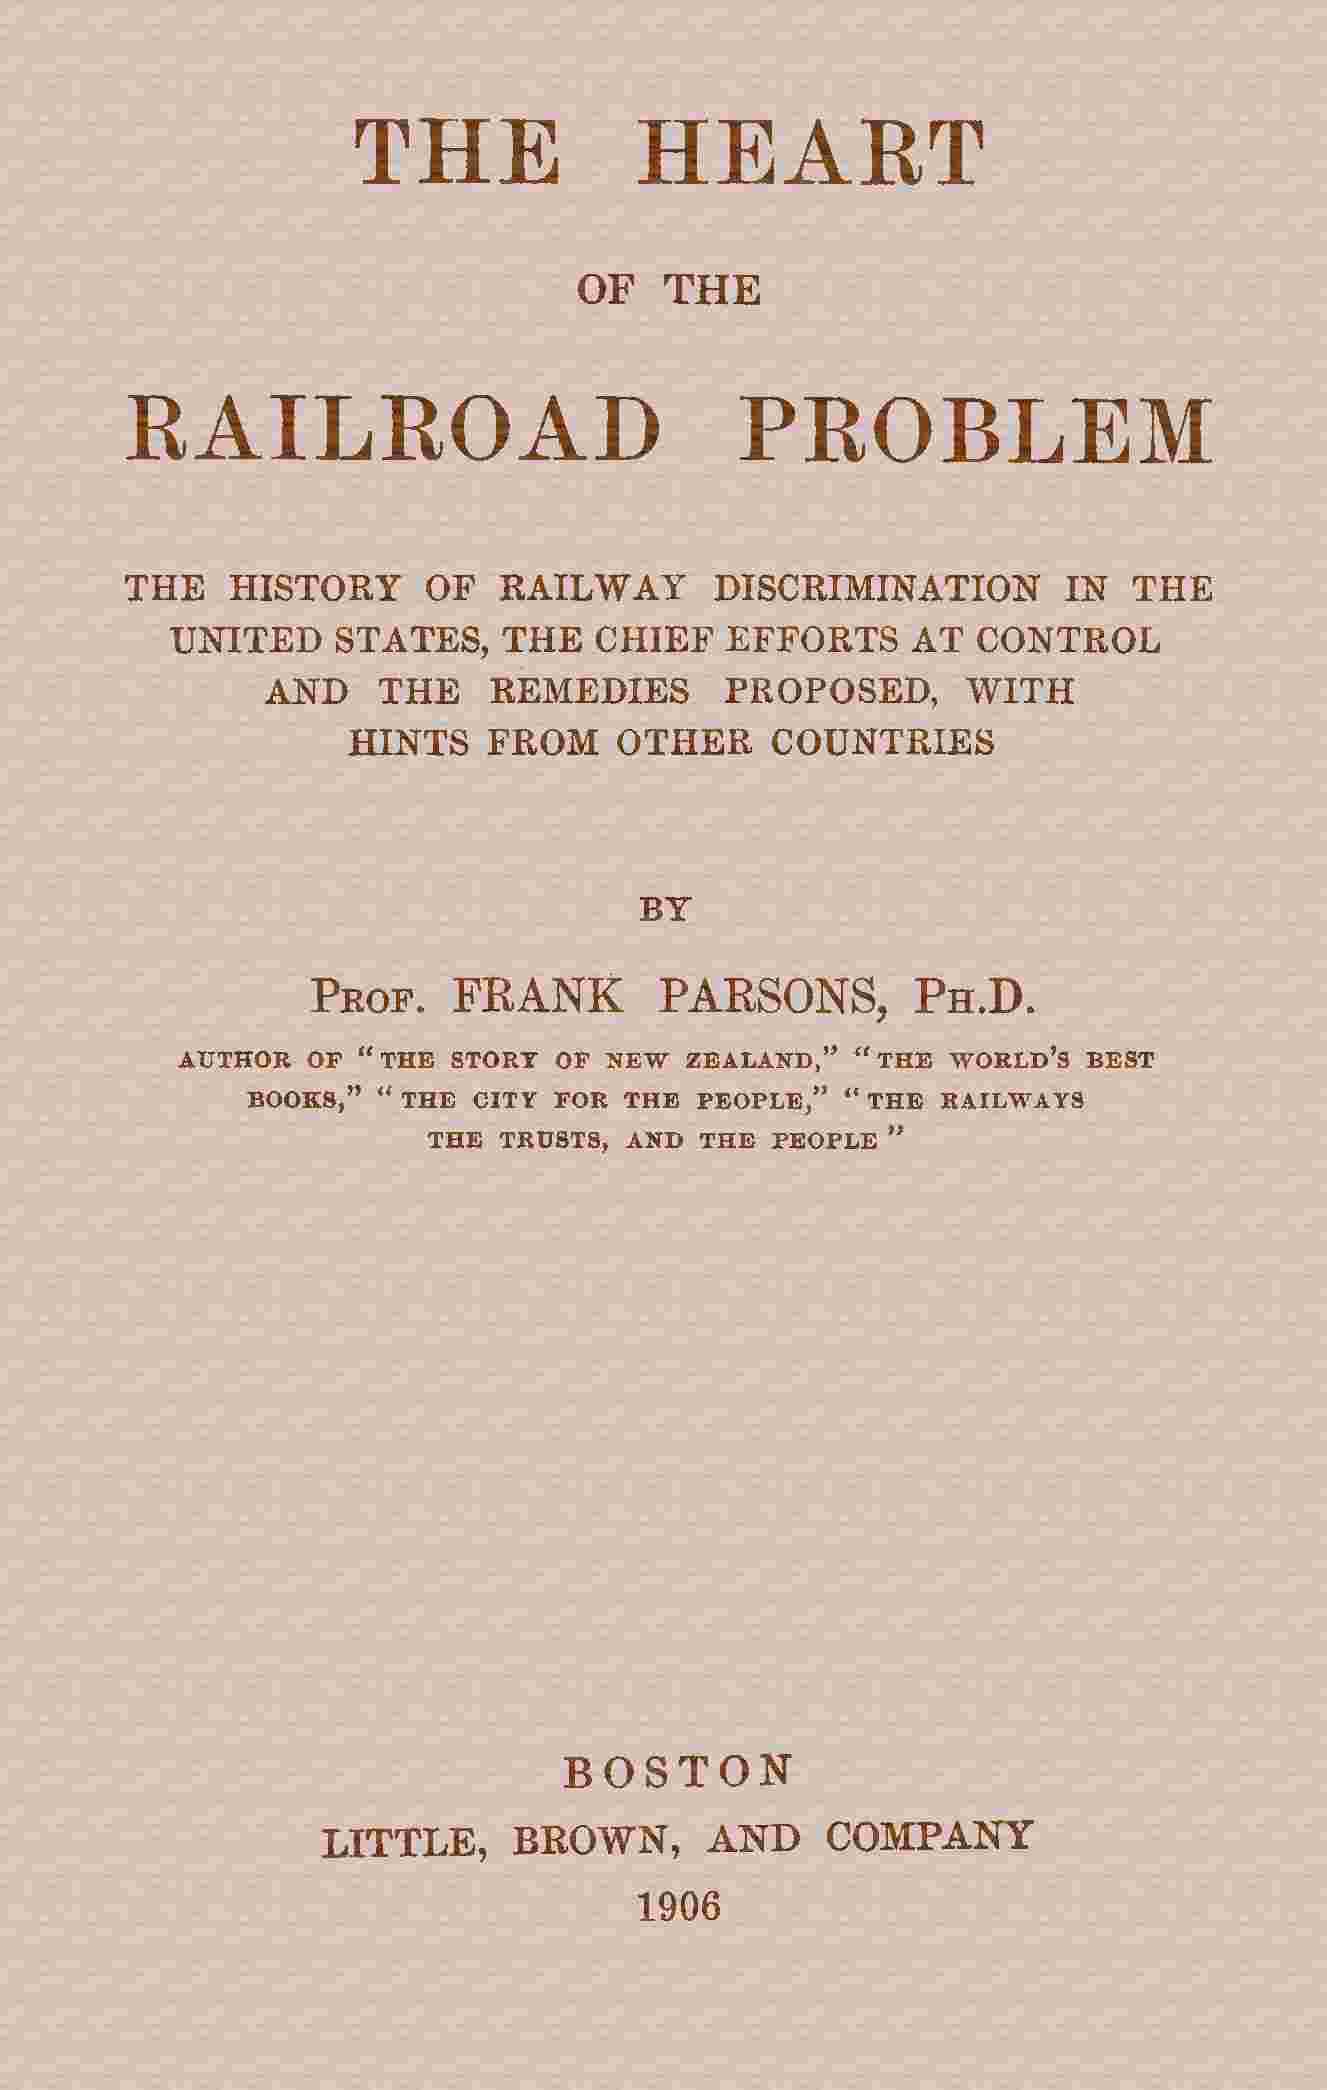 THE HEART
OF THE
RAILROAD PROBLEM
THE HISTORY OF RAILWAY DISCRIMINATION IN THE
UNITED STATES, THE CHIEF EFFORTS AT CONTROL
AND THE REMEDIES PROPOSED, WITH
HINTS FROM OTHER COUNTRIES
BY
PROF. FRANK PARSONS, PH.D.
AUTHOR OF “THE STORY OF NEW ZEALAND,” “THE WORLD’S BEST
BOOKS,” “THE CITY FOR THE PEOPLE,” “THE RAILWAYS
THE TRUSTS, AND THE PEOPLE”
BOSTON
LITTLE, BROWN, AND COMPANY
1906